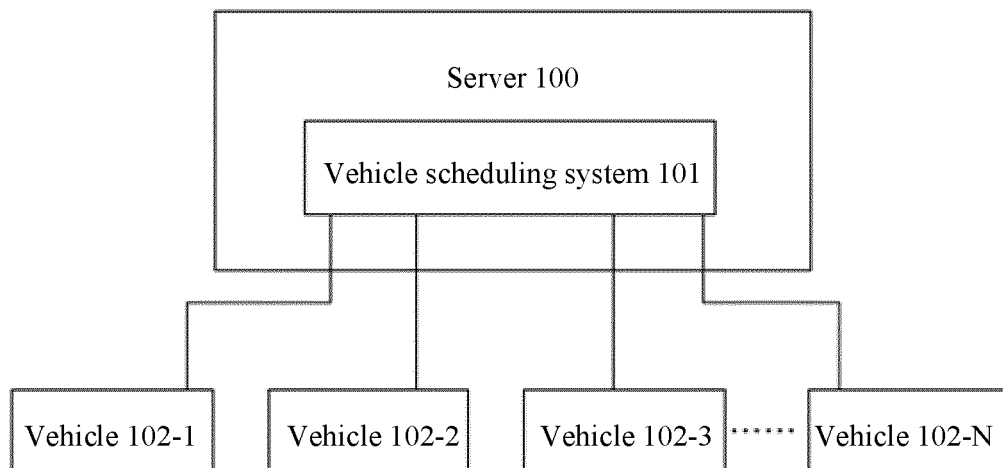 Server 100
Vehicle scheduling system 101
Vehicle 102-1
Vehicle 102-2
Vehicle 102-3
Vehicle 102-N